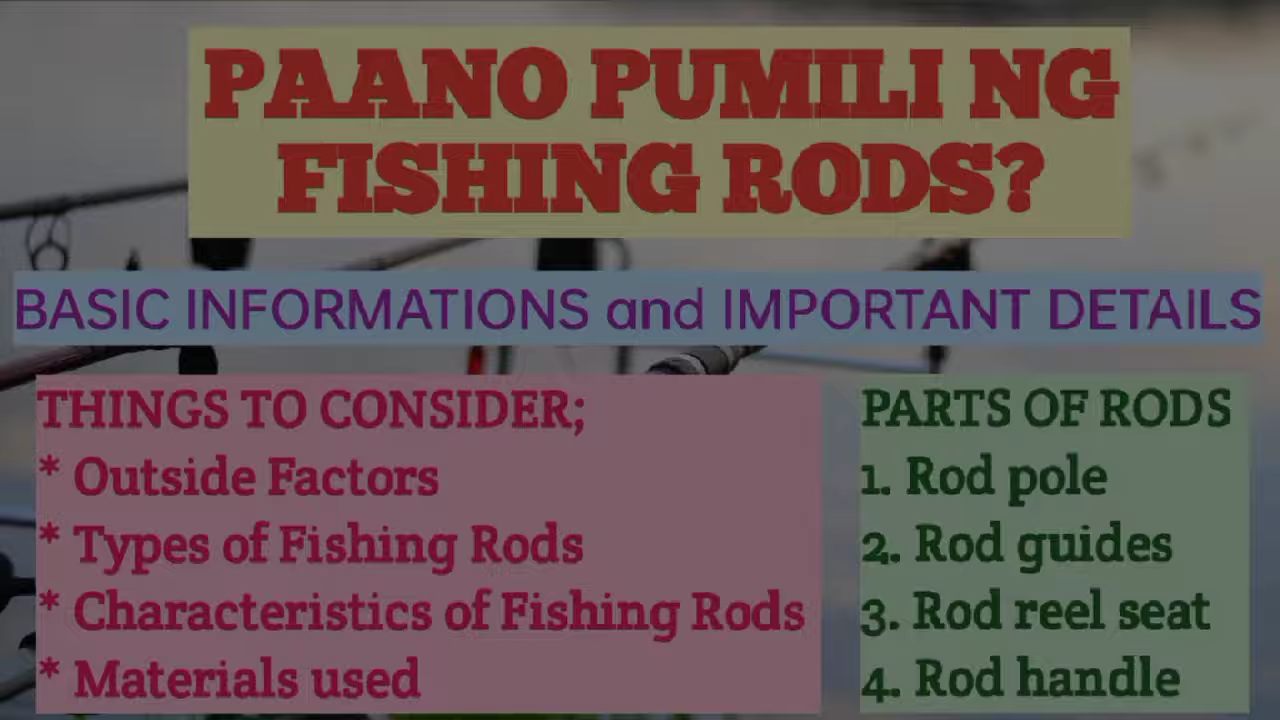 PAANO PUMILI NG
FISHING RODS?
BASIC INFORMATIONS and IMPORTANT DETAILS
THINGS TO CONSIDER;
* Outside Factors
* Types of Fishing Rods
* Characteristics of Fishing Rods
* Materials used
PARTS OF RODS
1. Rod pole
2. Rod guides
3. Rod reel seat
4. Rod handle